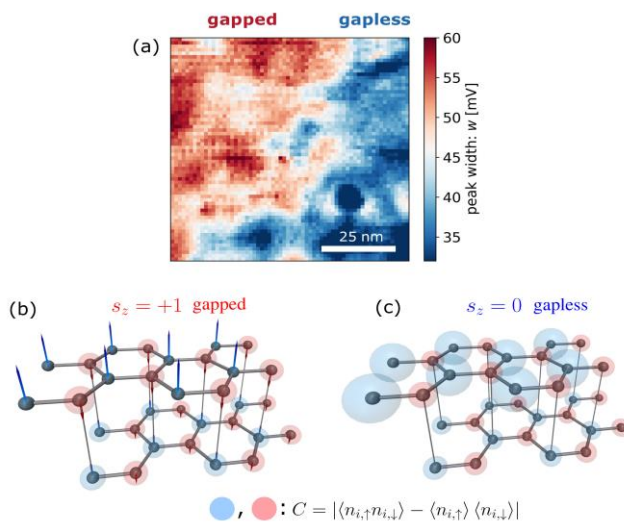 gapped gapless
(a)
60
55
50
45
40
35
peak width: w [mV]
25 nm
(b) s_z = +1 gapped (c) s_z = 0 gapless
, : C = |⟨n_{i,↑} n_{i,↓}⟩ − ⟨n_{i,↑}⟩ ⟨n_{i,↓}⟩|